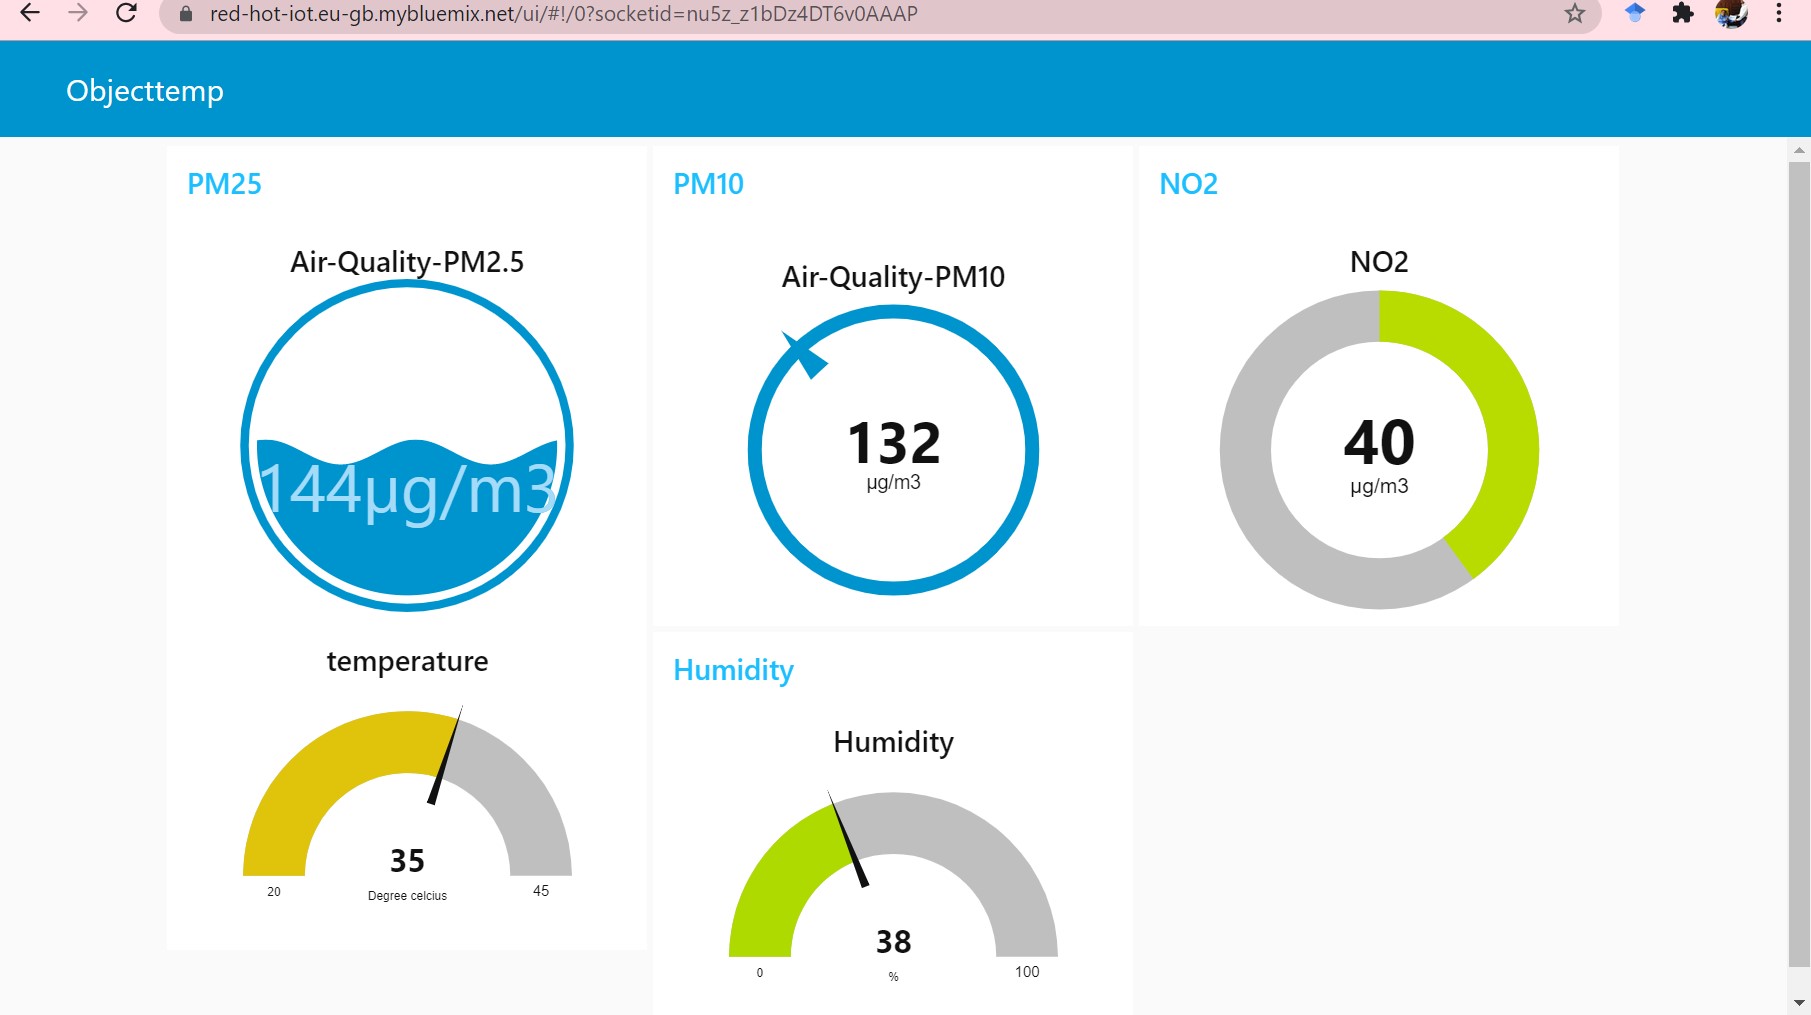 red-hot-iot.eu-gb.mybluemix.net/ui/#!/0?socketid=nu5z_z1bDz4DT6v0AAAP
Objecttemp
PM25
Air-Quality-PM2.5
144µg/m3
temperature
35
20
Degree celcius
45
PM10
Air-Quality-PM10
132
µg/m3
NO2
NO2
40
µg/m3
Humidity
Humidity
38
0
%
100